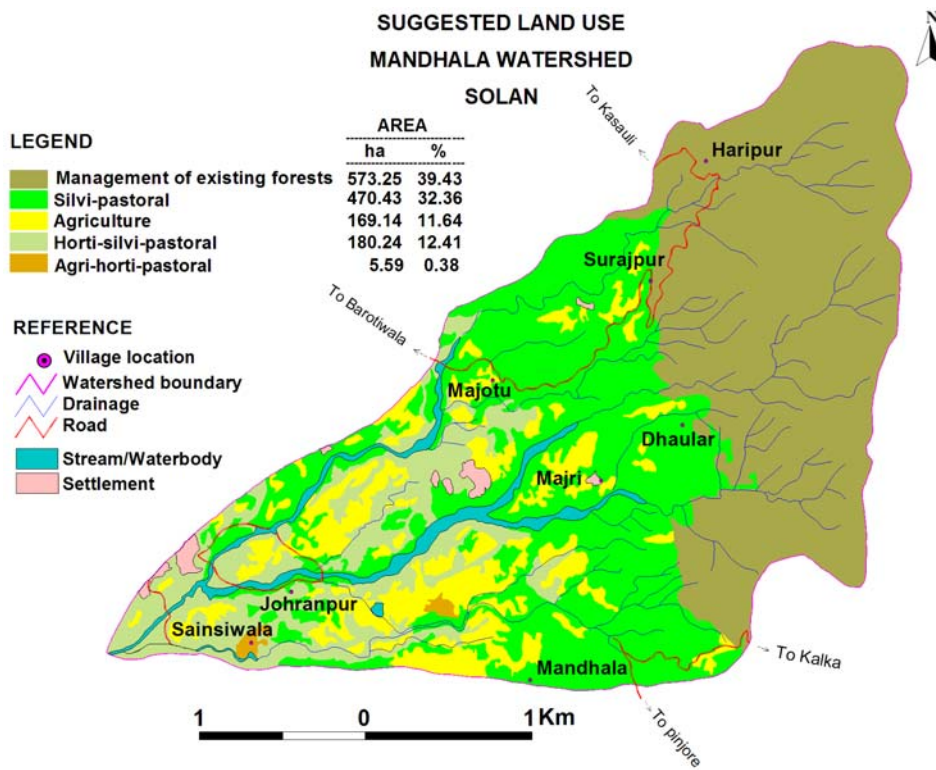 SUGGESTED LAND USE
MANDHALA WATERSHED
SOLAN
N
LEGEND
AREA
ha %
Management of existing forests 573.25 39.43
Silvi-pastoral 470.43 32.36
Agriculture 169.14 11.64
Horti-silvi-pastoral 180.24 12.41
Agri-horti-pastoral 5.59 0.38
REFERENCE
Village location
Watershed boundary
Drainage
Road
Stream/Waterbody
Settlement
To Kasauli
Haripur
Surajpur
To Barotiwala
Majotu
Dhaular
Majri
Johranpur
Sainsiwala
Mandhala
To Kalka
To pinjore
1 0 1 Km